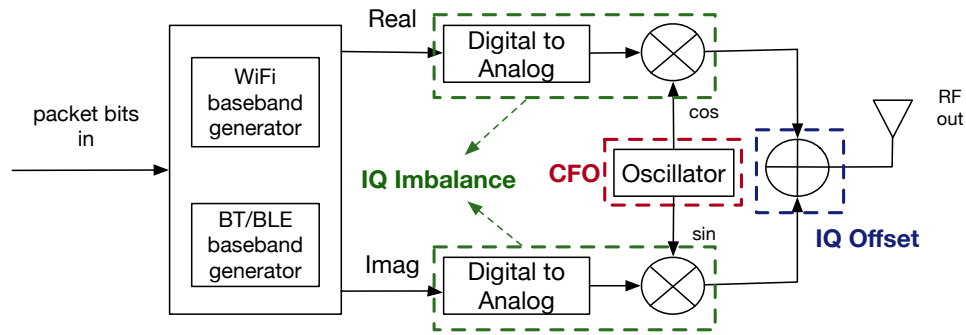 packet bits
in
WiFi
baseband
generator
BT/BLE
baseband
generator
Real
Imag
Digital to
Analog
IQ Imbalance
Digital to
Analog
cos
CFO
Oscillator
sin
IQ Offset
RF
out